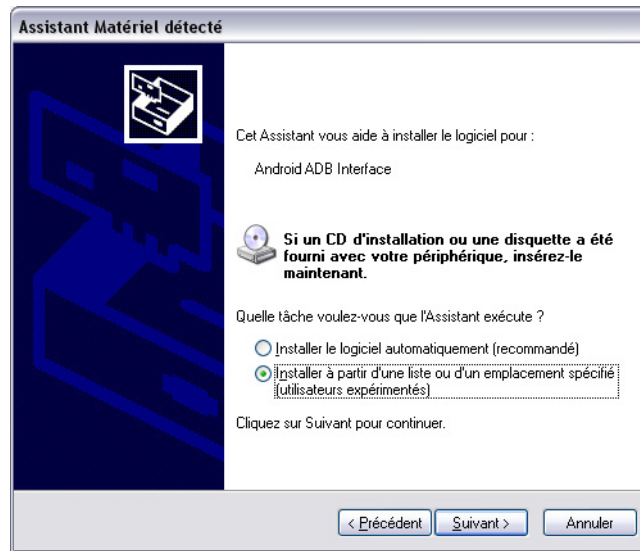 Assistant Matériel détecté
Cet Assistant vous aide à installer le logiciel pour :
Android ADB Interface
Si un CD d'installation ou une disquette a été
fourni avec votre périphérique, insérez-le
maintenant.
Quelle tâche voulez-vous que l'Assistant exécute ?
Installer le logiciel automatiquement (recommandé)
Installer à partir d'une liste ou d'un emplacement spécifié
(utilisateurs expérimentés)
Cliquez sur Suivant pour continuer.
< Précédent Suivant > Annuler